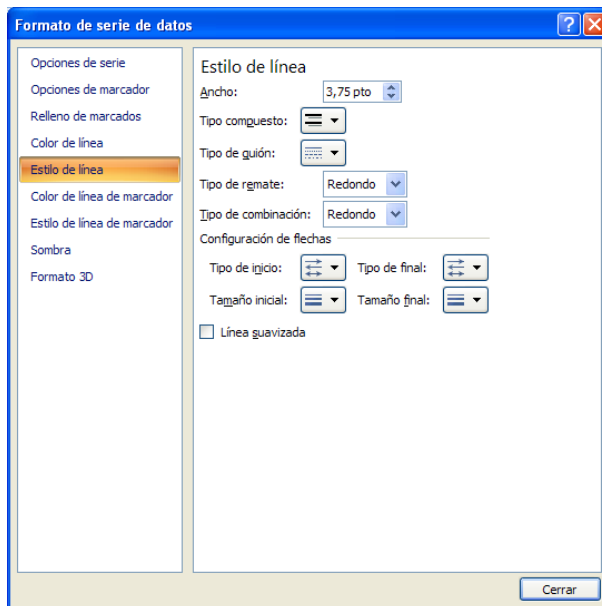 Formato de serie de datos
Opciones de serie
Opciones de marcador
Relleno de marcados
Color de línea
Estilo de línea
Color de línea de marcador
Estilo de línea de marcador
Sombra
Formato 3D
Estilo de línea
Ancho: 3,75 pto
Tipo compuesto:
Tipo de guión:
Tipo de remate: Redondo
Tipo de combinación: Redondo
Configuración de flechas
Tipo de inicio: Tipo de final:
Tamaño inicial: Tamaño final:
Línea suavizada
Cerrar